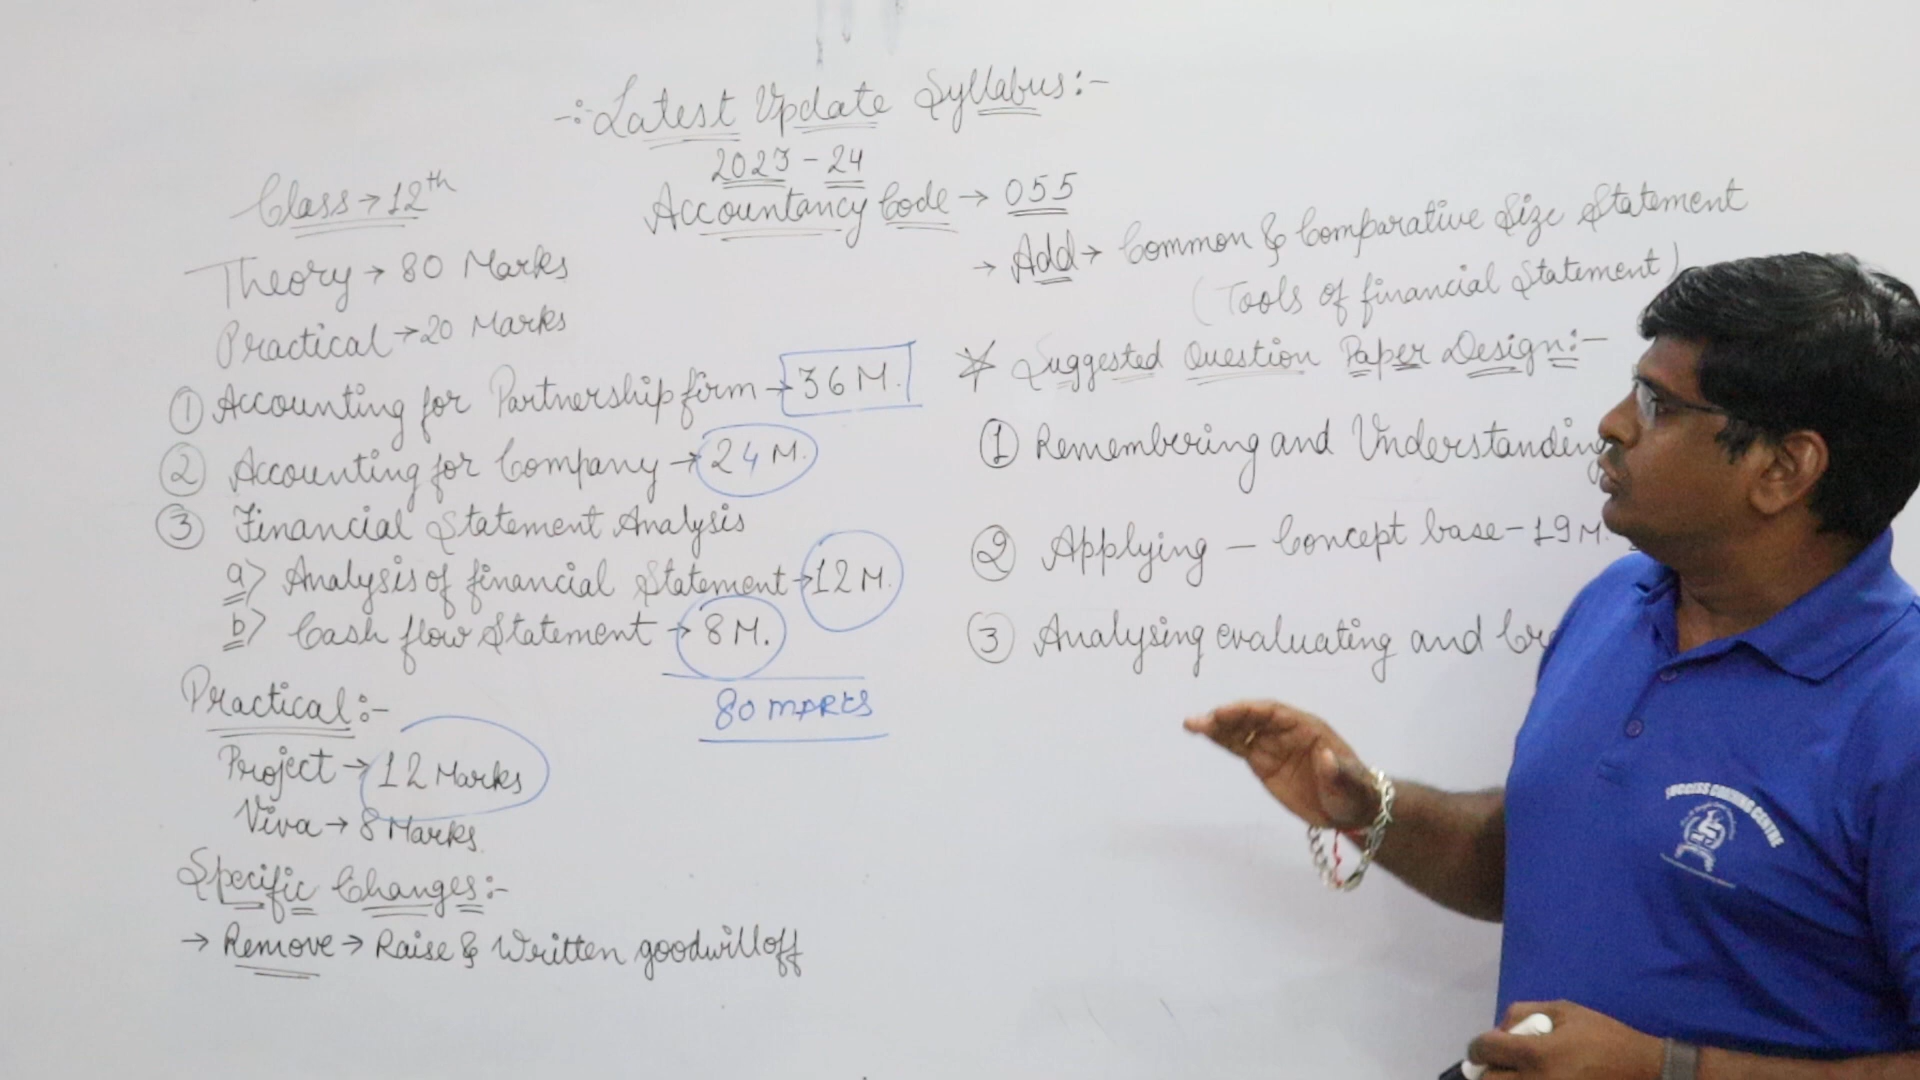 -:Latest Update Syllabus:-
2023-24
Class→12th
Accountancy Code → 055
Theory → 80 Marks
Practical → 20 Marks
① Accounting for Partnership firm → 36 M.
② Accounting for Company → 24 M.
③ Financial Statement Analysis
a> Analysis of financial Statement → 12 M.
b> Cash flow Statement → 8 M.
80 MARKS
Practical:-
Project → 12 Marks
Viva → 8 Marks.
Specific Changes:-
→ Remove → Raise & Written goodwill off
→ Add → Common & Comparative Size Statement
(Tools of financial Statement)
* Suggested Question Paper Design:-
① Remembering and Understanding
② Applying – Concept base – 19 M.
③ Analysing evaluating and
SUCCESS COACHING CENTRE